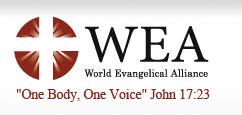 WEA
World Evangelical Alliance
"One Body, One Voice" John 17:23